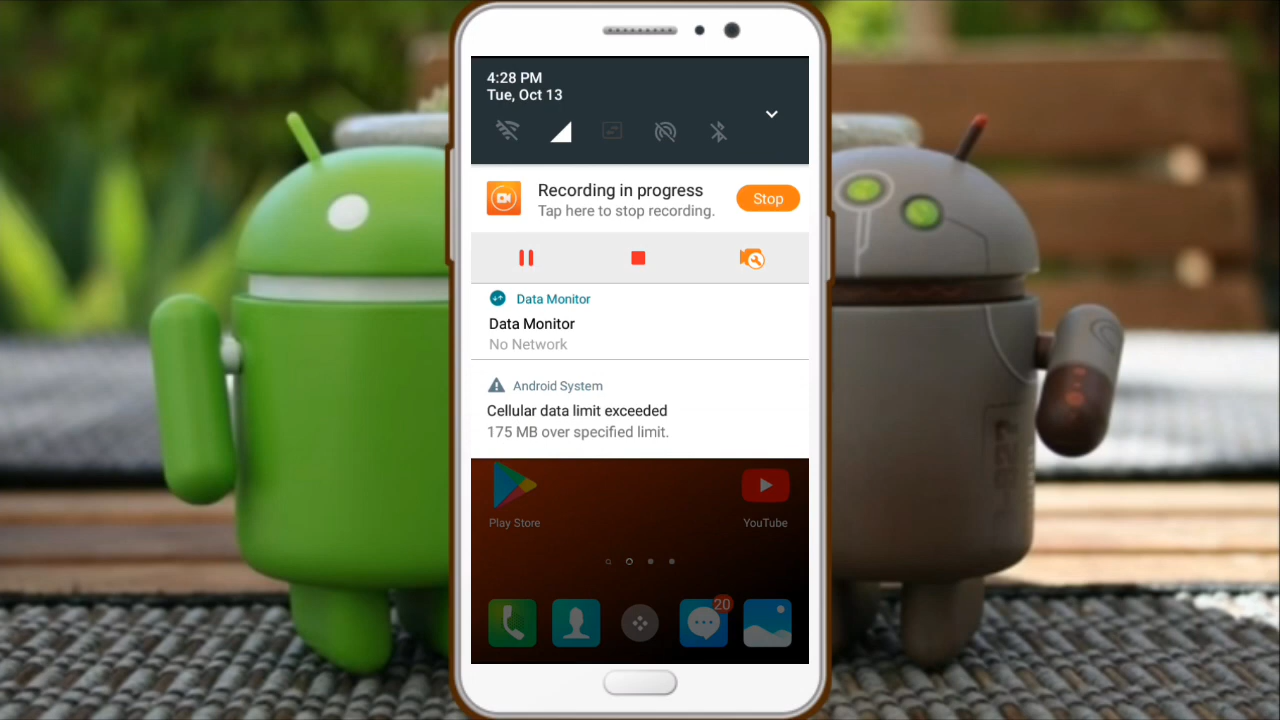 4:28 PM
Tue, Oct 13
Recording in progress
Tap here to stop recording.
Stop
Data Monitor
Data Monitor
No Network
Android System
Cellular data limit exceeded
175 MB over specified limit.
Play Store
YouTube
20